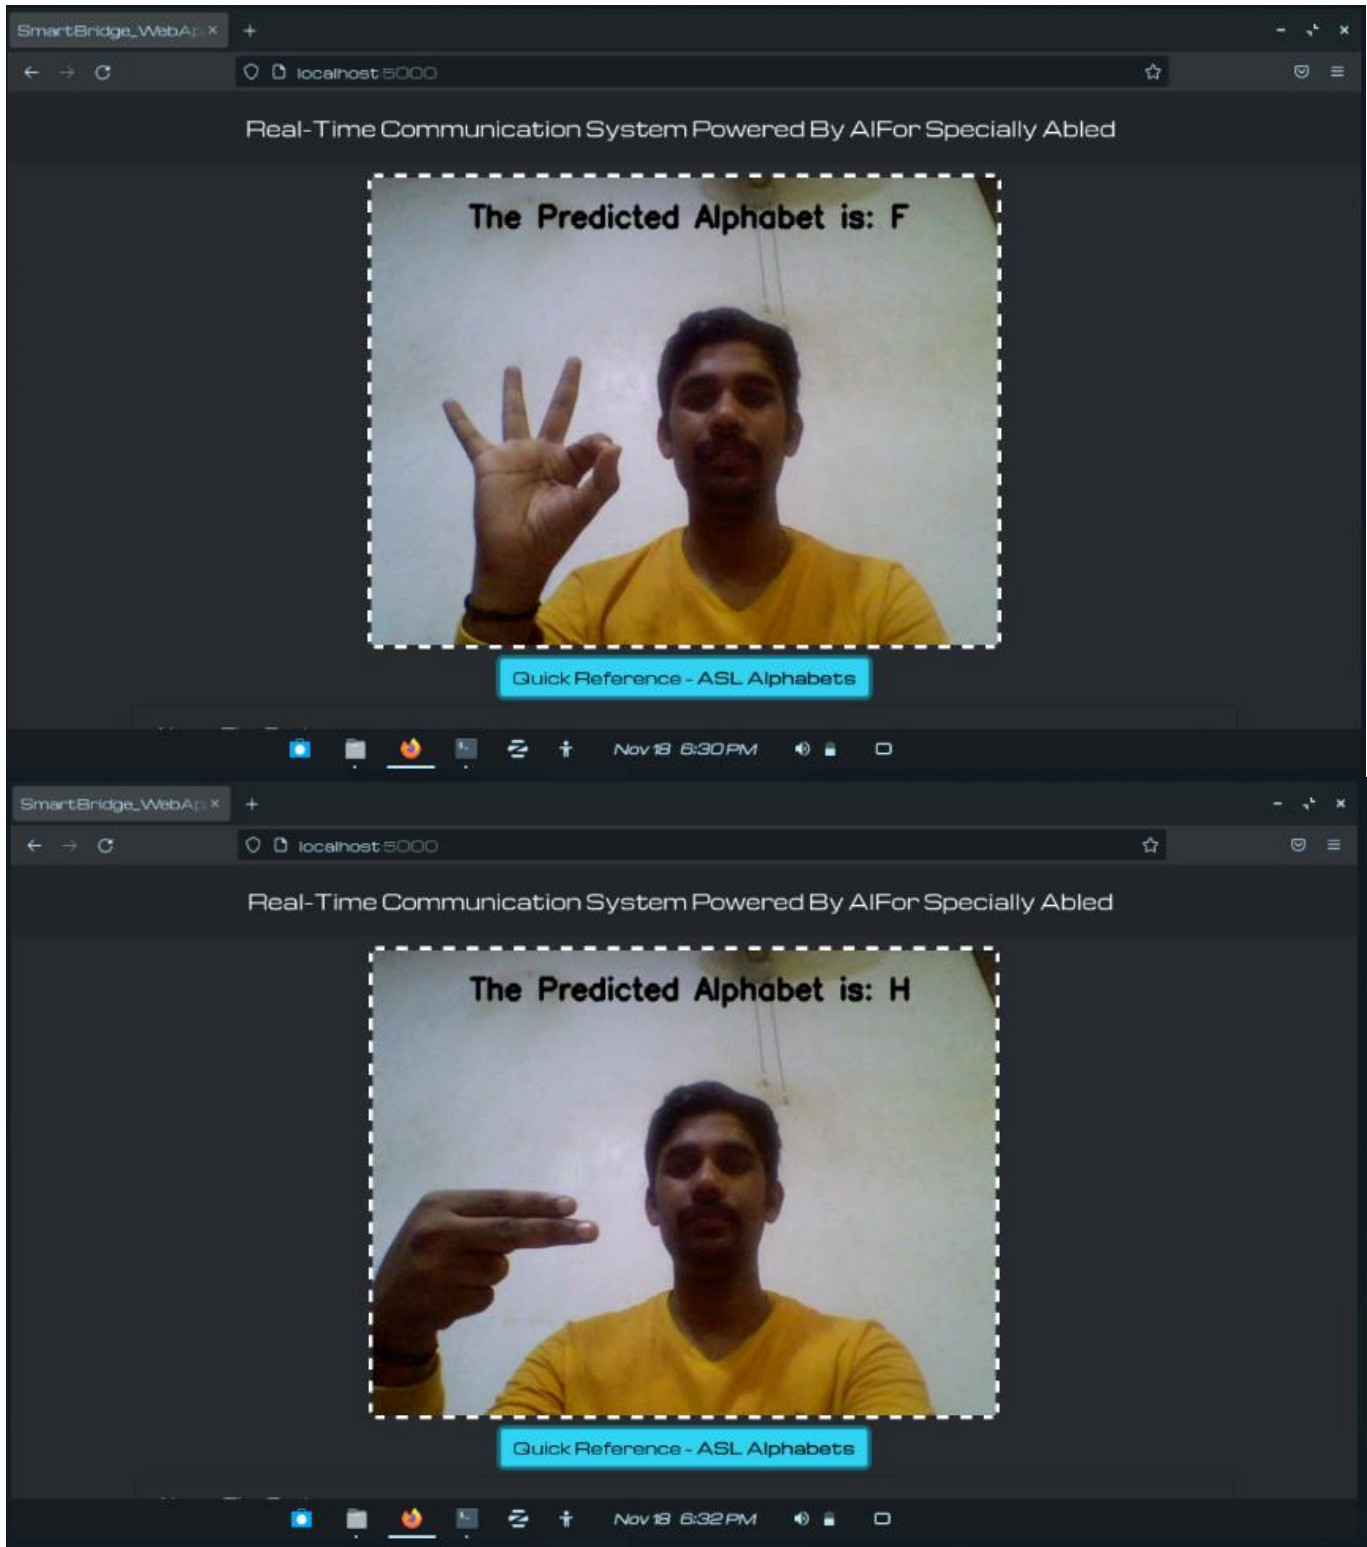 SmartBridge_WebAp
localhost:5000
Real-Time Communication System Powered By AIFor Specially Abled
The Predicted Alphabet is: F
Quick Reference - ASL Alphabets
Nov 18 6:30 PM
SmartBridge_WebAp
localhost:5000
Real-Time Communication System Powered By AIFor Specially Abled
The Predicted Alphabet is: H
Quick Reference - ASL Alphabets
Nov 18 6:32 PM